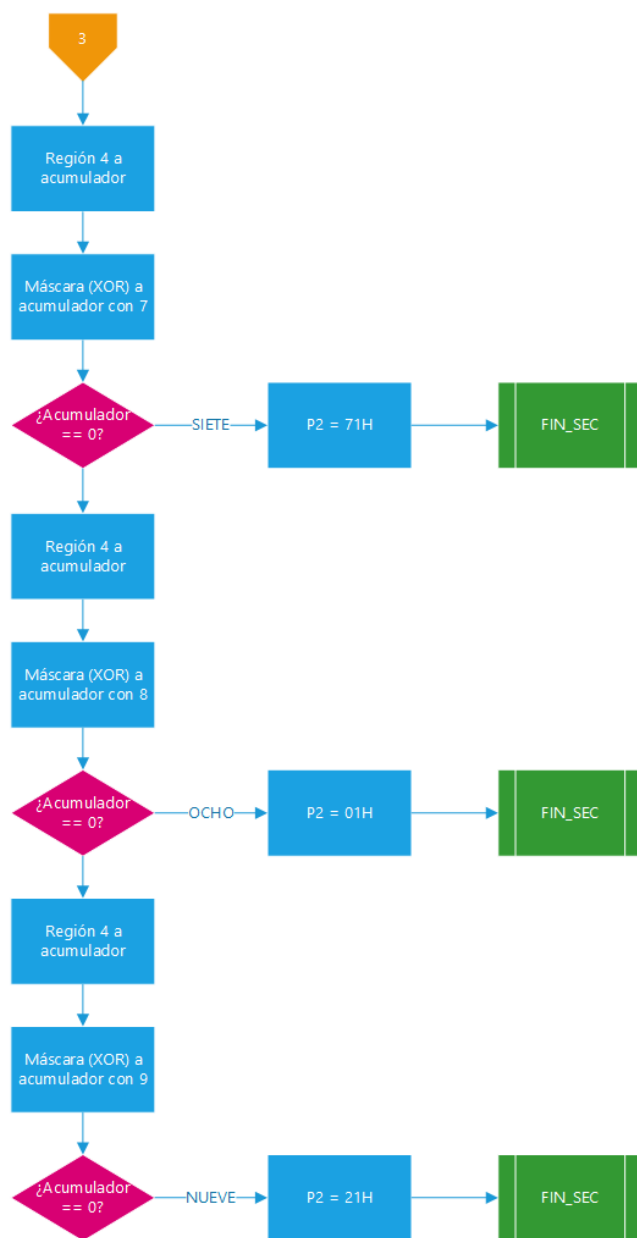 3
Región 4 a
acumulador
Máscara (XOR) a
acumulador con 7
¿Acumulador
== 0?
SIETE
P2 = 71H
FIN_SEC
Región 4 a
acumulador
Máscara (XOR) a
acumulador con 8
¿Acumulador
== 0?
OCHO
P2 = 01H
FIN_SEC
Región 4 a
acumulador
Máscara (XOR) a
acumulador con 9
¿Acumulador
== 0?
NUEVE
P2 = 21H
FIN_SEC